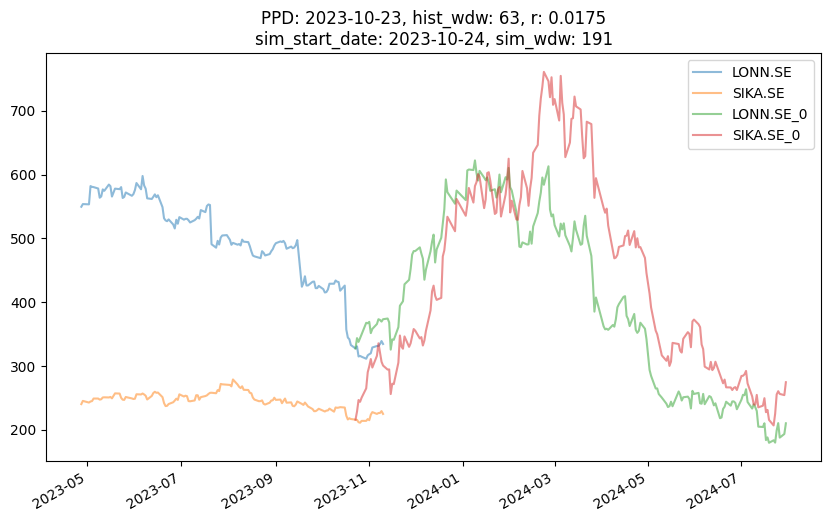 PPD: 2023-10-23, hist_wdw: 63, r: 0.0175
sim_start_date: 2023-10-24, sim_wdw: 191
LONN.SE
SIKA.SE
LONN.SE_0
SIKA.SE_0
700
600
500
400
300
200
2023-05
2023-07
2023-09
2023-11
2024-01
2024-03
2024-05
2024-07